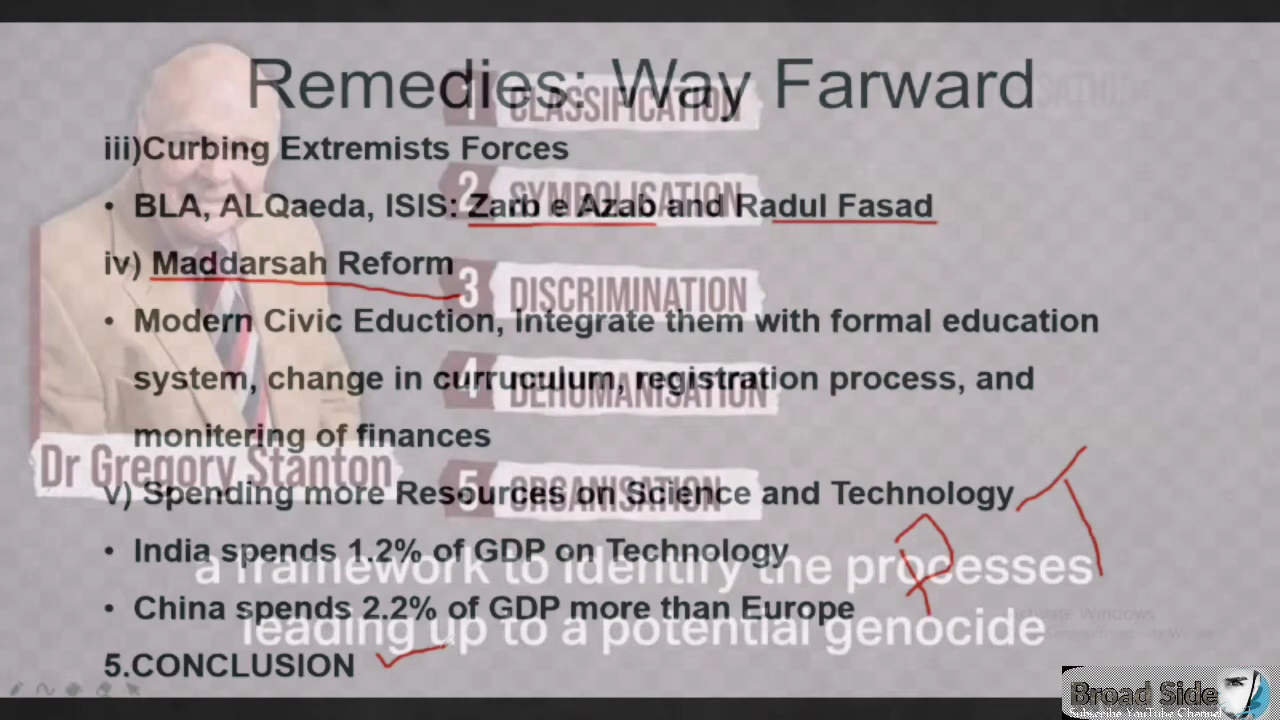 Remedies: Way Farward
1 CLASSIFICATION
iii)Curbing Extremists Forces
2 SYMBOLISATION
• BLA, ALQaeda, ISIS: Zarb e Azab and Radul Fasad
iv) Maddarsah Reform
3 DISCRIMINATION
• Modern Civic Eduction, integrate them with formal education
system, change in curruculum, registration process, and
4 DEHUMANISATION
monitering of finances
Dr Gregory Stanton
v) Spending more Resources on Science and Technology
5 ORGANISATION
• India spends 1.2% of GDP on Technology
a framework to identify the processes
• China spends 2.2% of GDP more than Europe
leading up to a potential genocide
5.CONCLUSION
P T
Broad Side
Subscribe YouTube Channel